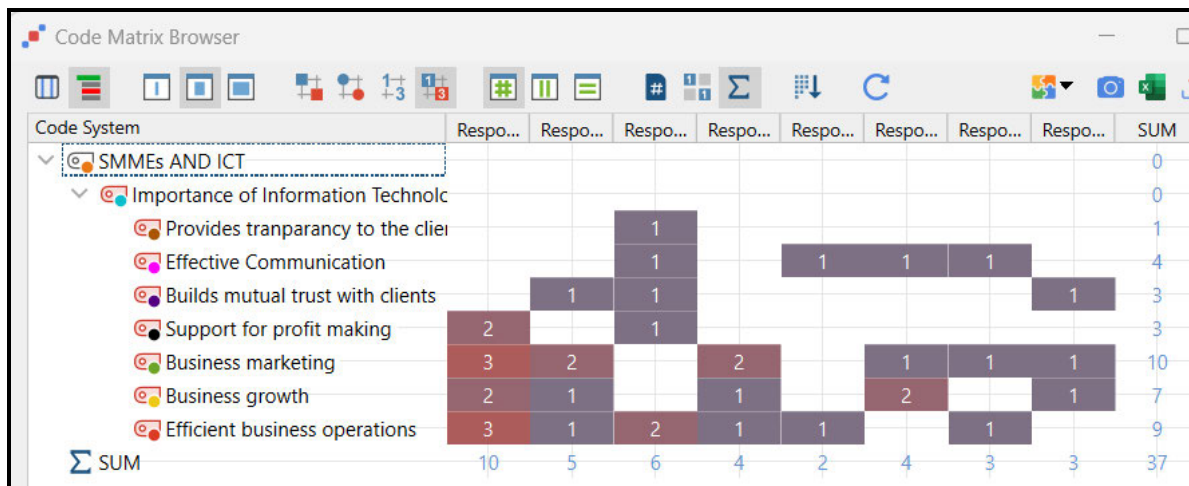 Code Matrix Browser
Code System Respo... Respo... Respo... Respo... Respo... Respo... Respo... Respo... SUM
SMMEs AND ICT 0
Importance of Information Technolc 0
Provides tranparancy to the clier 1 1
Effective Communication 1 1 1 1 4
Builds mutual trust with clients 1 1 1 3
Support for profit making 2 1 3
Business marketing 3 2 2 1 1 1 10
Business growth 2 1 1 2 1 7
Efficient business operations 3 1 2 1 1 1 9
Σ SUM 10 5 6 4 2 4 3 3 37